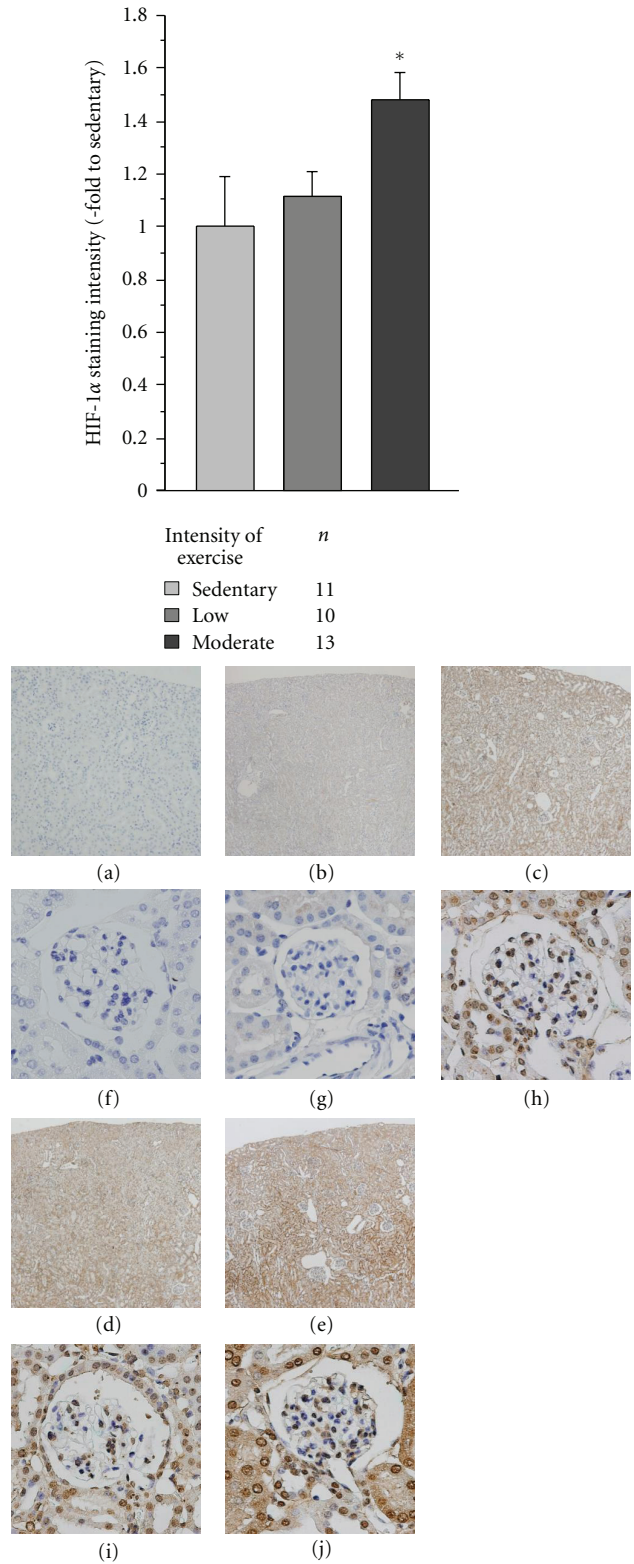 1.8
1.6
1.4
1.2
1
0.8
0.6
0.4
0.2
0
HIF-1α staining intensity (-fold to sedentary)
*
Intensity of exercise n
Sedentary 11
Low 10
Moderate 13
(a) (b) (c)
(f) (g) (h)
(d) (e)
(i) (j)